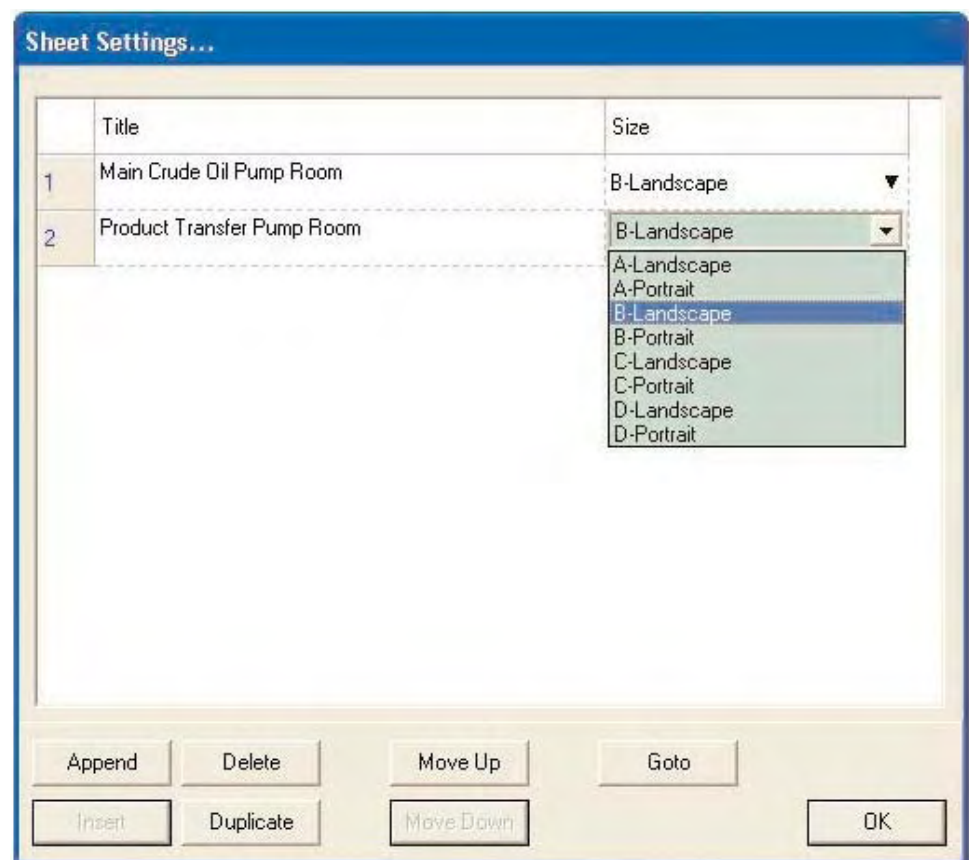 Sheet Settings...
Title Size
1 Main Crude Oil Pump Room B-Landscape
2 Product Transfer Pump Room B-Landscape
A-Landscape
A-Portrait
B-Landscape
B-Portrait
C-Landscape
C-Portrait
D-Landscape
D-Portrait
Append Delete Move Up Goto
Insert Duplicate Move Down OK